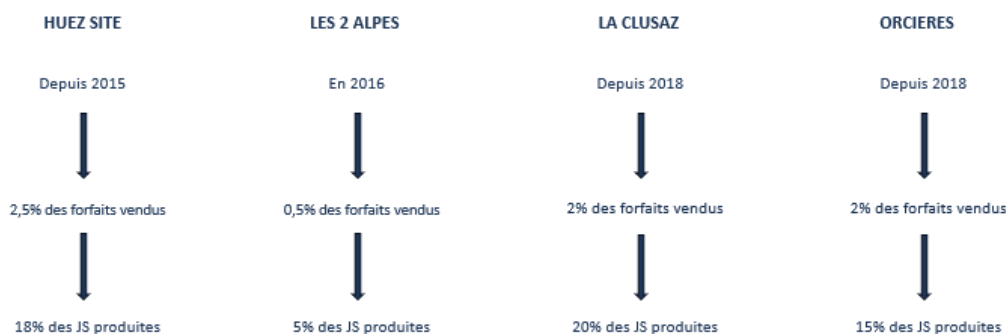 HUEZ SITE
LES 2 ALPES
LA CLUSAZ
ORCIERES
Depuis 2015
En 2016
Depuis 2018
Depuis 2018
2,5% des forfaits vendus
0,5% des forfaits vendus
2% des forfaits vendus
2% des forfaits vendus
18% des JS produites
5% des JS produites
20% des JS produites
15% des JS produites